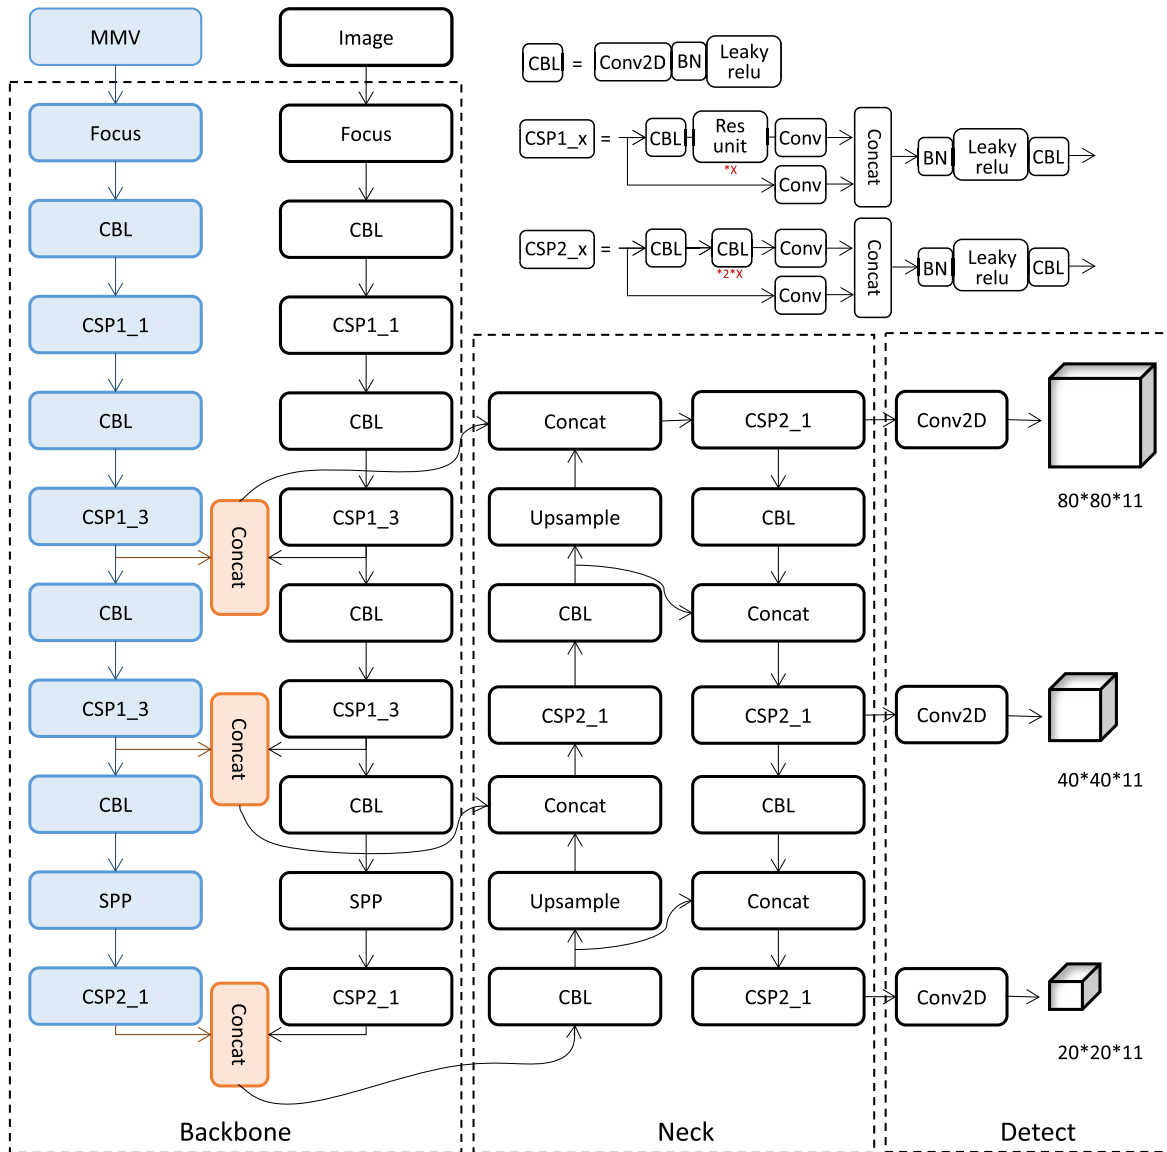 MMV
Image
Focus
Focus
CBL
CBL
CSP1_1
CSP1_1
CBL
CBL
CSP1_3
CSP1_3
Concat
CBL
CBL
CSP1_3
CSP1_3
Concat
CBL
CBL
SPP
SPP
CSP2_1
CSP2_1
Concat
Backbone
CBL = Conv2D BN Leaky relu
CSP1_x = CBL Res unit Conv
*X
Conv
Concat
BN Leaky relu CBL
CSP2_x = CBL CBL Conv
*2*X
Conv
Concat
BN Leaky relu CBL
Concat
CSP2_1
Upsample
CBL
CBL
Concat
CSP2_1
CSP2_1
Concat
CBL
Upsample
Concat
CBL
CSP2_1
Neck
Conv2D
80*80*11
Conv2D
40*40*11
Conv2D
20*20*11
Detect